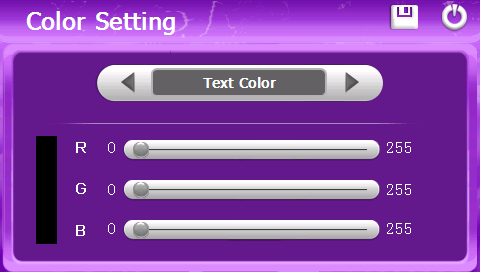 Color Setting
Text Color
R 0 255
G 0 255
B 0 255